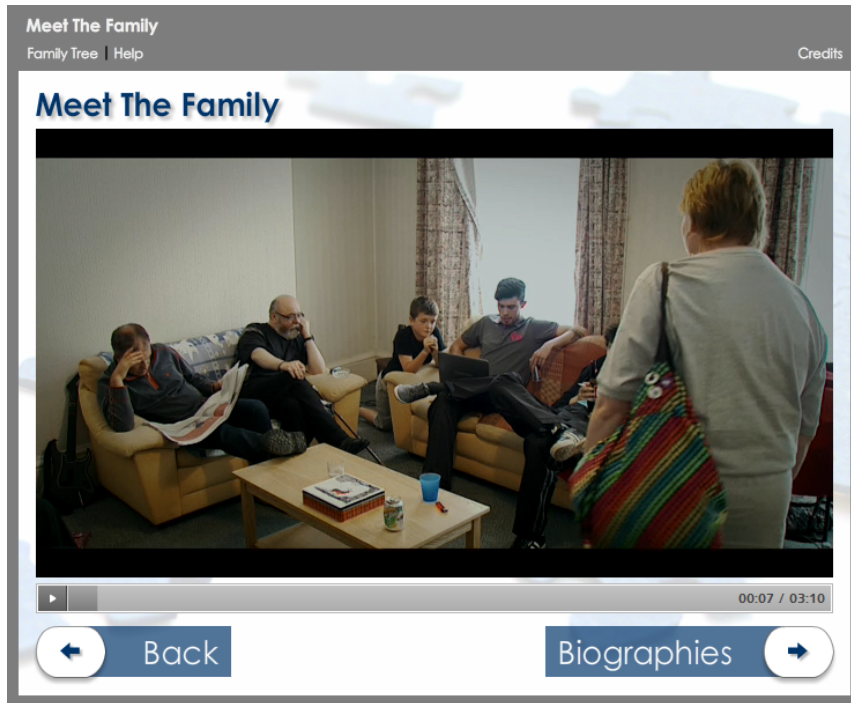 Meet The Family
Family Tree | Help
Credits
Meet The Family
00:07 / 03:10
Back
Biographies